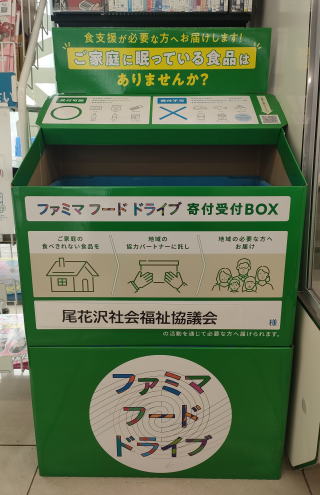 食支援が必要な方へお届けします!
ご家庭に眠っている食品は
ありませんか?
ファミマ フード ドライブ 寄付受付BOX
ご家庭の
食べきれない食品を
地域の
協力パートナーに託し
地域の必要な方へ
お届け
尾花沢社会福祉協議会 様
の活動を通じて必要な方へ届けられます。
ファミマ
フード
ドライブ